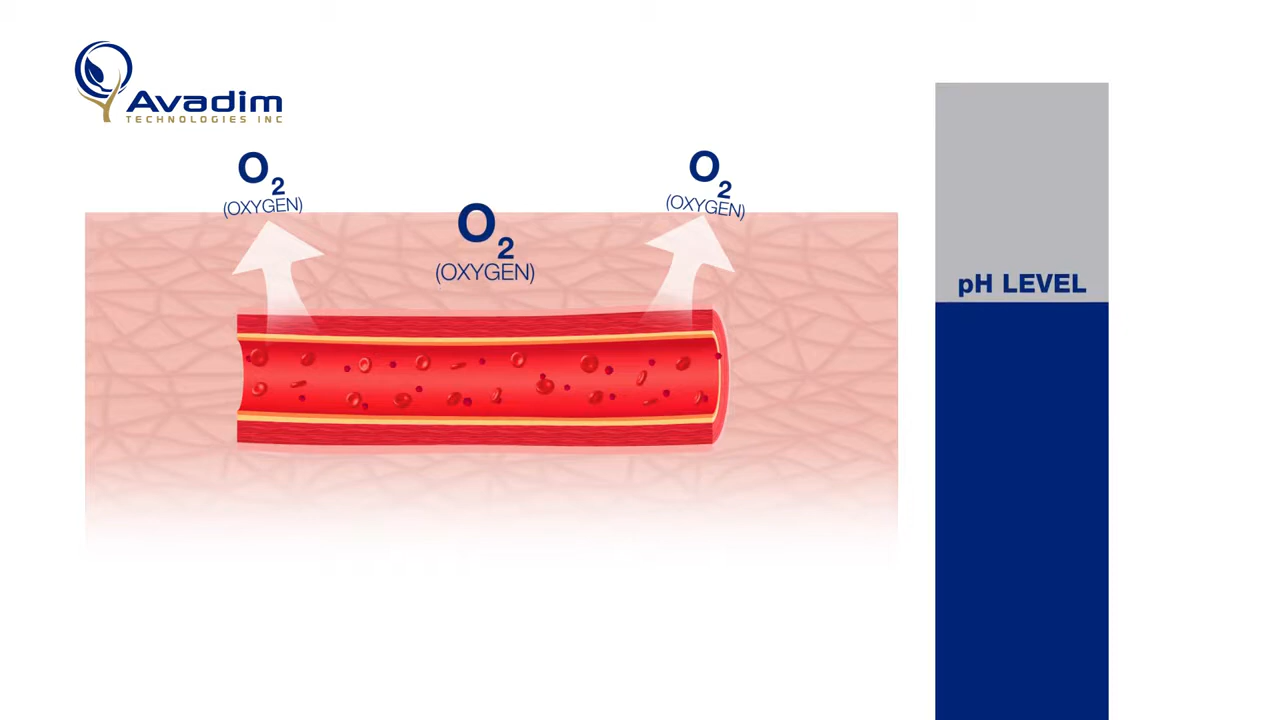 Avadim
TECHNOLOGIES INC
O2
(OXYGEN)
O2
(OXYGEN)
O2
(OXYGEN)
pH LEVEL